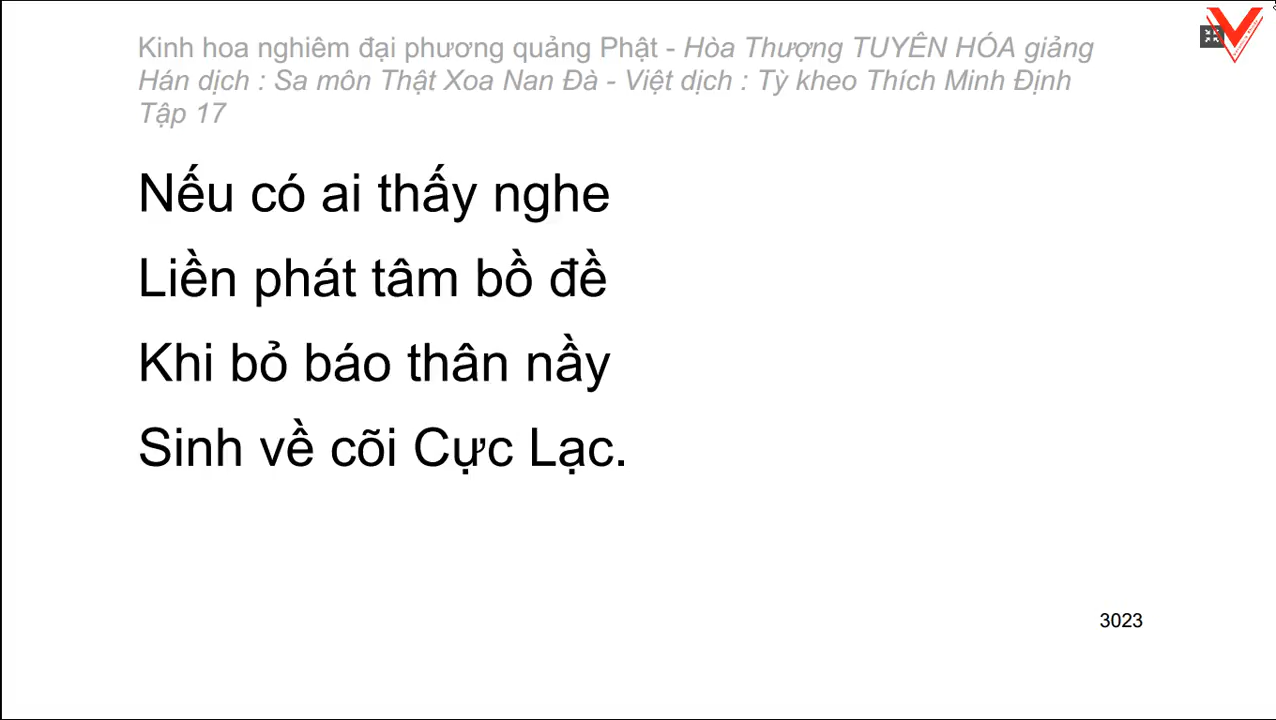 Kinh hoa nghiêm đại phương quảng Phật - Hòa Thượng TUYÊN HÓA giảng
Hán dịch : Sa môn Thật Xoa Nan Đà - Việt dịch : Tỳ kheo Thích Minh Định
Tập 17
Nếu có ai thấy nghe
Liền phát tâm bồ đề
Khi bỏ báo thân nầy
Sinh về cõi Cực Lạc.
3023